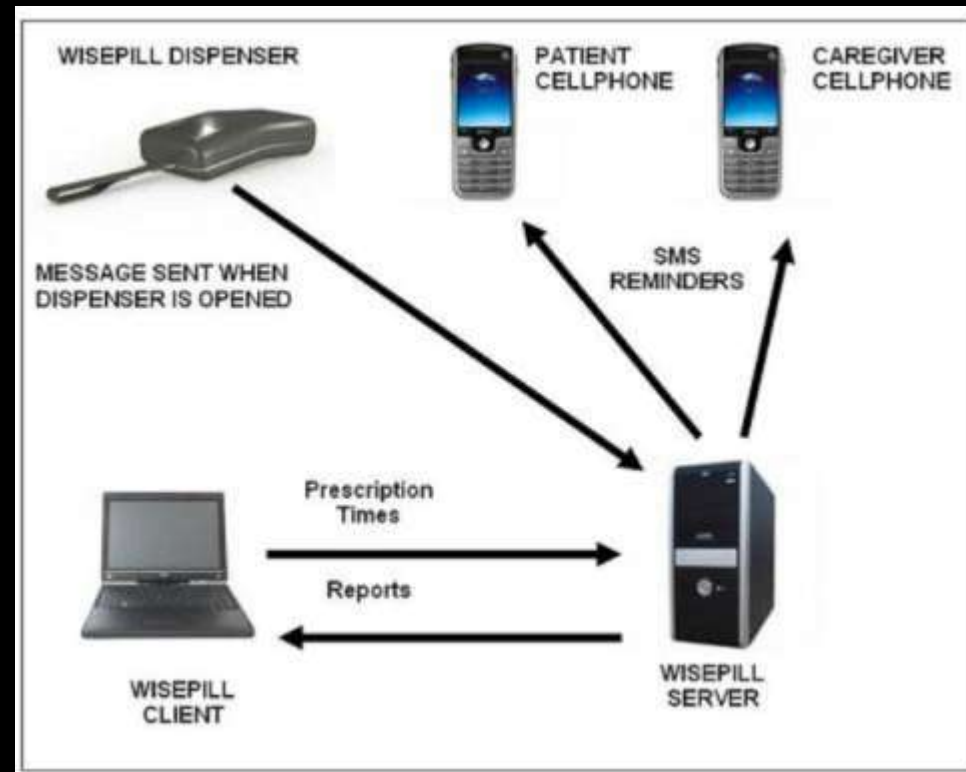 WISEPILL DISPENSER
PATIENT
CELLPHONE
CAREGIVER
CELLPHONE
MESSAGE SENT WHEN
DISPENSER IS OPENED
SMS
REMINDERS
Prescription
Times
Reports
WISEPILL
CLIENT
WISEPILL
SERVER